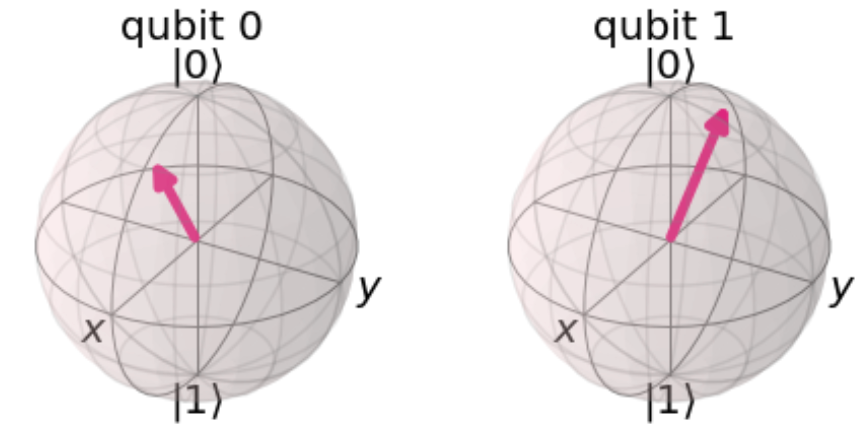 qubit 0
|0⟩
x
y
|1⟩
qubit 1
|0⟩
x
y
|1⟩